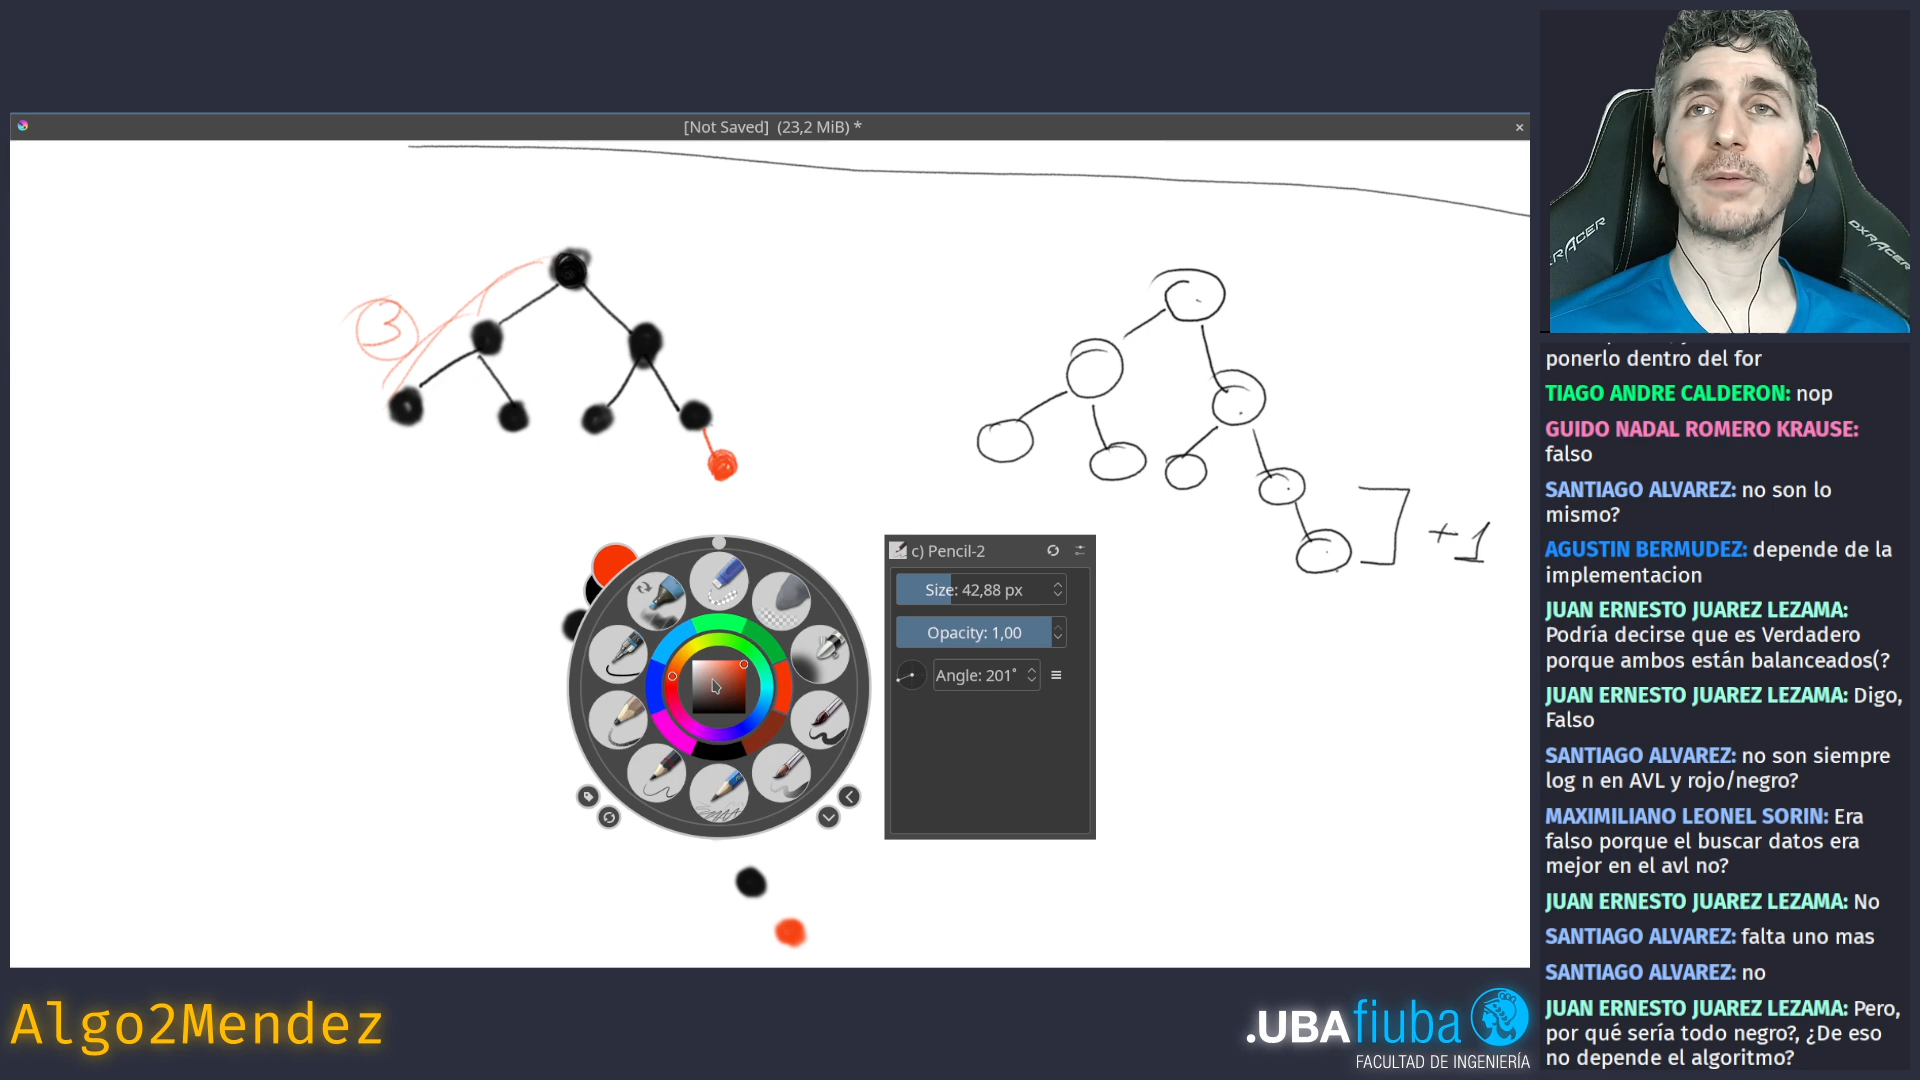 [Not Saved] (23,2 MiB) *
3
+1
c) Pencil-2
Size: 42,88 px
Opacity: 1,00
Angle: 201°
DXRACER
ponerlo dentro del for
TIAGO ANDRE CALDERON: nop
GUIDO NADAL ROMERO KRAUSE:
falso
SANTIAGO ALVAREZ: no son lo
mismo?
AGUSTIN BERMUDEZ: depende de la
implementacion
JUAN ERNESTO JUAREZ LEZAMA:
Podría decirse que es Verdadero
porque ambos están balanceados(?
JUAN ERNESTO JUAREZ LEZAMA: Digo,
Falso
SANTIAGO ALVAREZ: no son siempre
log n en AVL y rojo/negro?
MAXIMILIANO LEONEL SORIN: Era
falso porque el buscar datos era
mejor en el avl no?
JUAN ERNESTO JUAREZ LEZAMA: No
SANTIAGO ALVAREZ: falta uno mas
SANTIAGO ALVAREZ: no
JUAN ERNESTO JUAREZ LEZAMA: Pero,
por qué sería todo negro?, ¿De eso
no depende el algoritmo?
Algo2Mendez
.UBAfiuba
FACULTAD DE INGENIERÍA